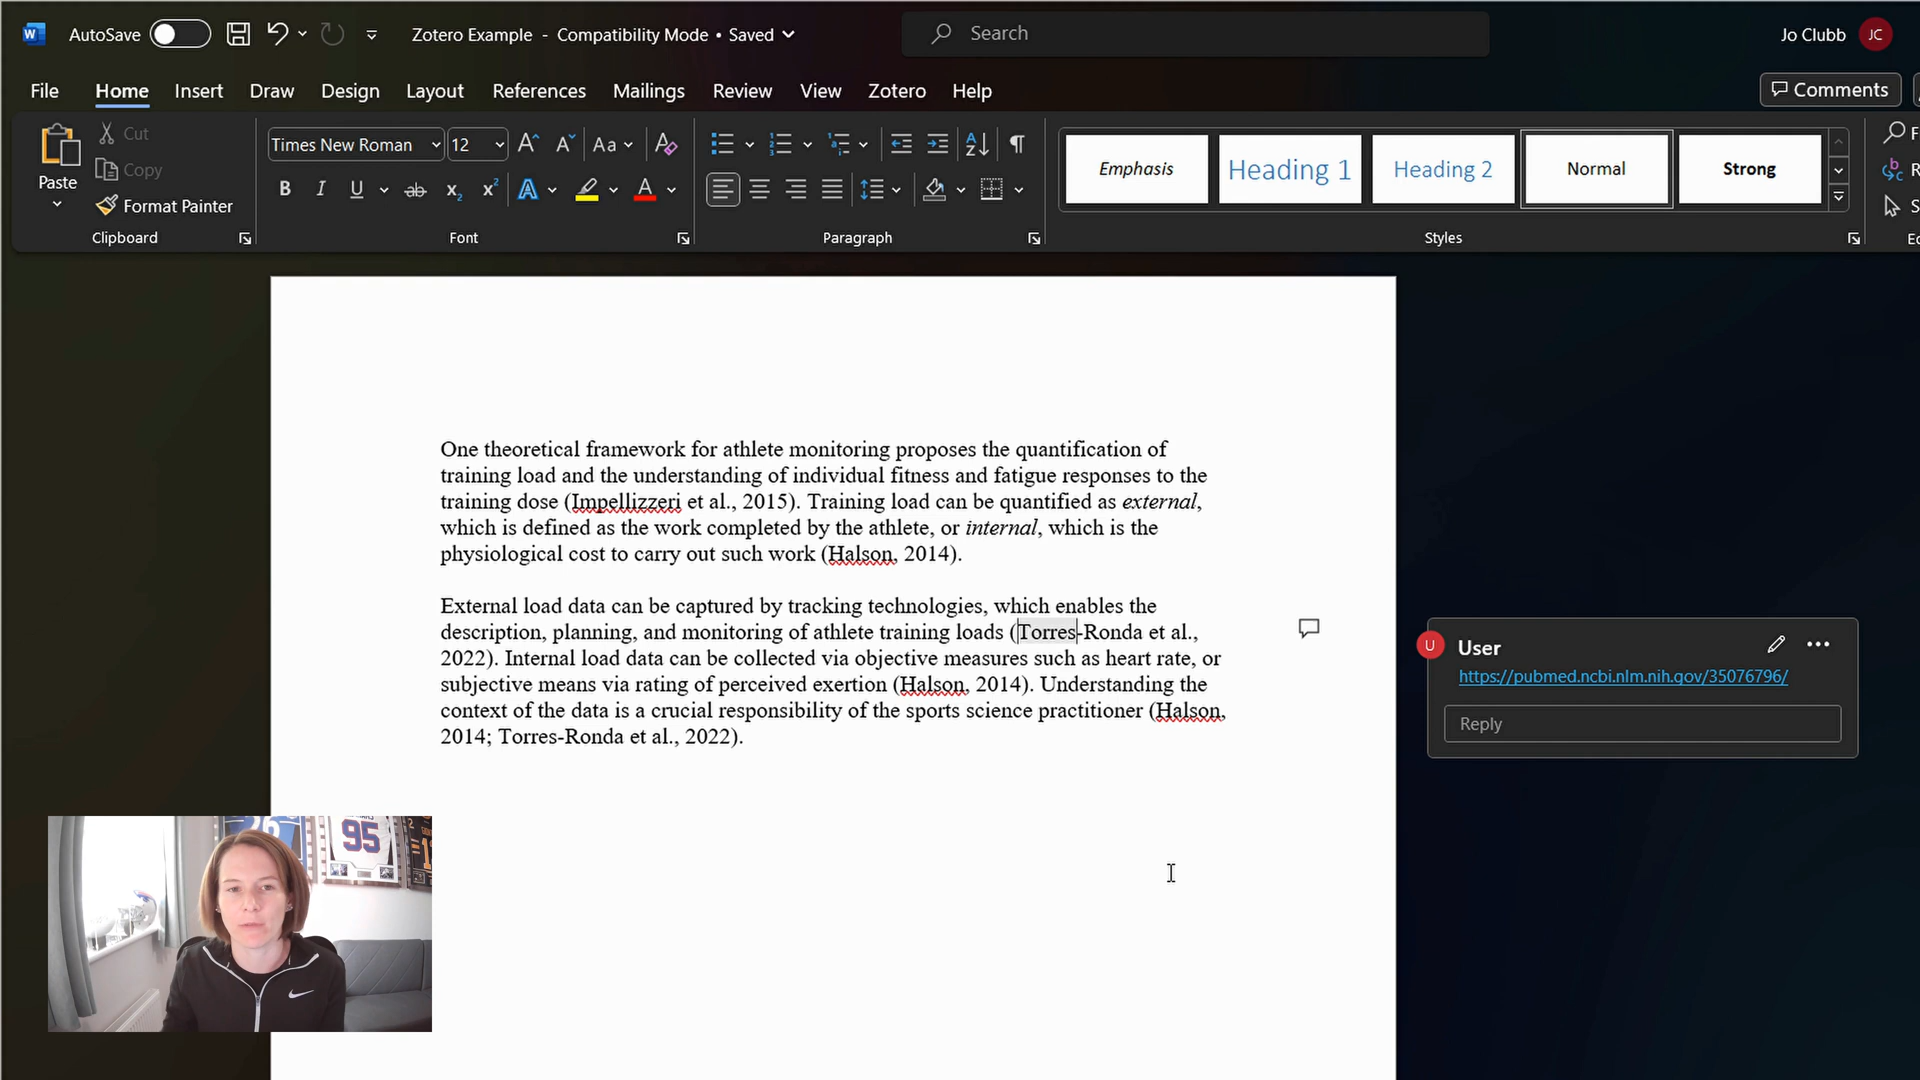 AutoSave
Zotero Example - Compatibility Mode • Saved
Search
Jo Clubb
JC
File Home Insert Draw Design Layout References Mailings Review View Zotero Help
Comments
Paste
Cut
Copy
Format Painter
Clipboard
Times New Roman 12
Font
Paragraph
Emphasis Heading 1 Heading 2 Normal Strong
Styles
One theoretical framework for athlete monitoring proposes the quantification of
training load and the understanding of individual fitness and fatigue responses to the
training dose (Impellizzeri et al., 2015). Training load can be quantified as external,
which is defined as the work completed by the athlete, or internal, which is the
physiological cost to carry out such work (Halson, 2014).
External load data can be captured by tracking technologies, which enables the
description, planning, and monitoring of athlete training loads (Torres-Ronda et al.,
2022). Internal load data can be collected via objective measures such as heart rate, or
subjective means via rating of perceived exertion (Halson, 2014). Understanding the
context of the data is a crucial responsibility of the sports science practitioner (Halson,
2014; Torres-Ronda et al., 2022).
U
User
https://pubmed.ncbi.nlm.nih.gov/35076796/
Reply
95